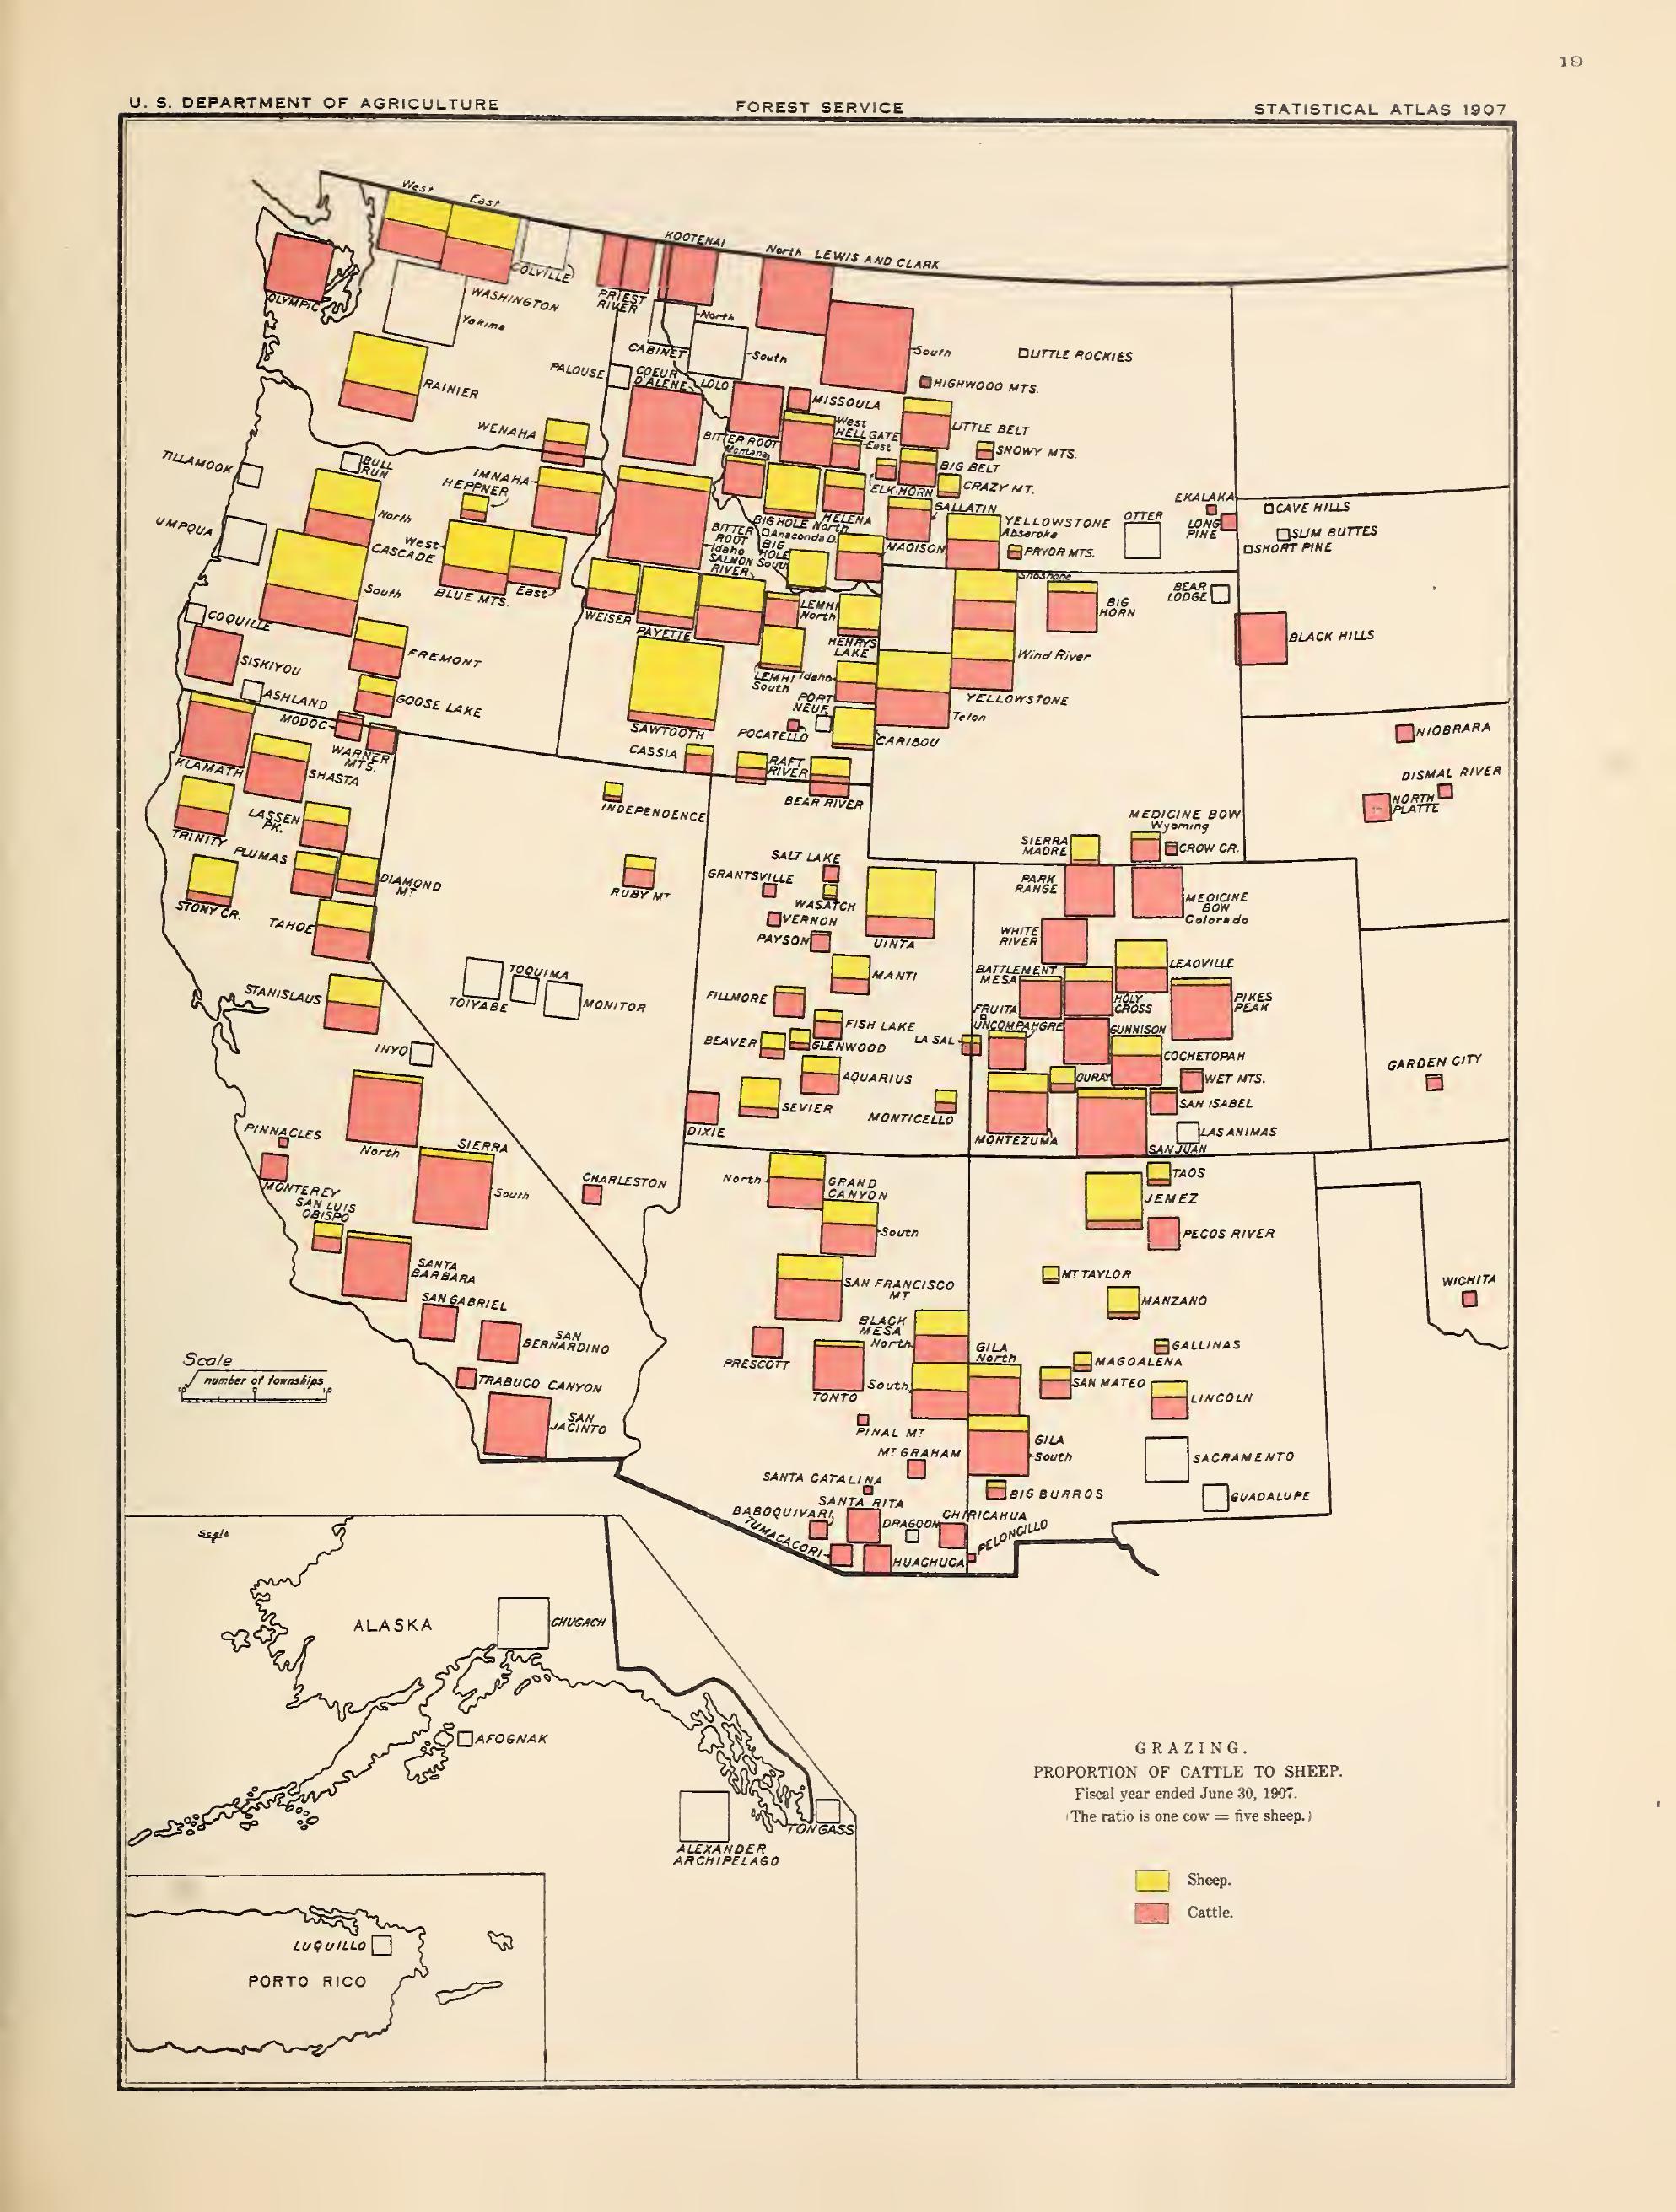 19
U. S. DEPARTMENT OF AGRICULTURE
FOREST SERVICE
STATISTICAL ATLAS 1907
West
East
COLVILLE
WASHINGTON
Yakima
OLYMPIC
RAINIER
PRIEST
RIVER
KOOTENAI
North
LEWIS AND CLARK
South
North
CABINET
South
LITTLE ROCKIES
HIGHWOOD MTS.
PALOUSE
COEUR
D'ALENE
LOLO
MISSOULA
WENAHA
BITTER ROOT
Montana
West
HELL GATE
East
LITTLE BELT
SNOWY MTS.
BIG BELT
ELK-HORN
CRAZY MT.
TILLAMOOK
BULL
RUN
IMNAHA
HEPPNER
UMPQUA
North
CASCADE
South
West
BLUE MTS.
East
BIG HOLE North
HELENA
BITTER
ROOT
Idaho
Anaconda D.
BIG
HOLE
South
SALMON
RIVER
GALLATIN
MADISON
YELLOWSTONE
Absaroka
PRYOR MTS.
OTTER
EKALAKA
LONG
PINE
CAVE HILLS
SLIM BUTTES
SHORT PINE
COQUILLE
SISKIYOU
FREMONT
ASHLAND
GOOSE LAKE
WEISER
PAYETTE
LEMHI
North
HENRYS
LAKE
Shoshone
BIG
HORN
BEAR
LODGE
BLACK HILLS
Wind River
LEMHI
South
Idaho
YELLOWSTONE
Teton
PORT
NEUF
POCATELLO
CARIBOU
SAWTOOTH
CASSIA
RAFT
RIVER
BEAR RIVER
NIOBRARA
DISMAL RIVER
NORTH
PLATTE
MODOC
WARNER
MTS.
KLAMATH
SHASTA
TRINITY
LASSEN
PK.
PLUMAS
DIAMOND
MT
STONY CR.
TAHOE
INDEPENDENCE
RUBY MT
SALT LAKE
GRANTSVILLE
WASATCH
VERNON
PAYSON
UINTA
MEDICINE BOW
Wyoming
SIERRA
MADRE
CROW CR.
PARK
RANGE
MEDICINE
BOW
Colorado
WHITE
RIVER
STANISLAUS
TOIYABE
TOQUIMA
MONITOR
MANTI
FILLMORE
FISH LAKE
BEAVER
GLENWOOD
AQUARIUS
SEVIER
MONTICELLO
DIXIE
LA SAL
BATTLEMENT
MESA
LEADVILLE
FRUITA
HOLY
CROSS
PIKES
PEAK
UNCOMPAHGRE
GUNNISON
COCHETOPAH
OURAY
WET MTS.
SAN ISABEL
MONTEZUMA
LAS ANIMAS
SAN JUAN
GARDEN CITY
INYO
PINNACLES
North
SIERRA
South
MONTEREY
SAN LUIS
OBISPO
SANTA
BARBARA
SAN GABRIEL
SAN
BERNARDINO
TRABUCO CANYON
SAN
JACINTO
CHARLESTON
North
GRAND
CANYON
South
SAN FRANCISCO
MT
BLACK
MESA
North
South
PRESCOTT
TONTO
PINAL MT
MT GRAHAM
TAOS
JEMEZ
PECOS RIVER
MT TAYLOR
MANZANO
GALLINAS
MAGDALENA
GILA
North
SAN MATEO
LINCOLN
GILA
South
SACRAMENTO
BIG BURROS
GUADALUPE
WICHITA
SANTA CATALINA
SANTA RITA
BABOQUIVARI
DRAGOON
CHIRICAHUA
TUMACACORI
HUACHUCA
PELONCILLO
Scale
number of townships
Scale
ALASKA
CHUGACH
AFOGNAK
ALEXANDER
ARCHIPELAGO
TONGASS
LUQUILLO
PORTO RICO
GRAZING.
PROPORTION OF CATTLE TO SHEEP.
Fiscal year ended June 30, 1907.
(The ratio is one cow = five sheep.)
Sheep.
Cattle.